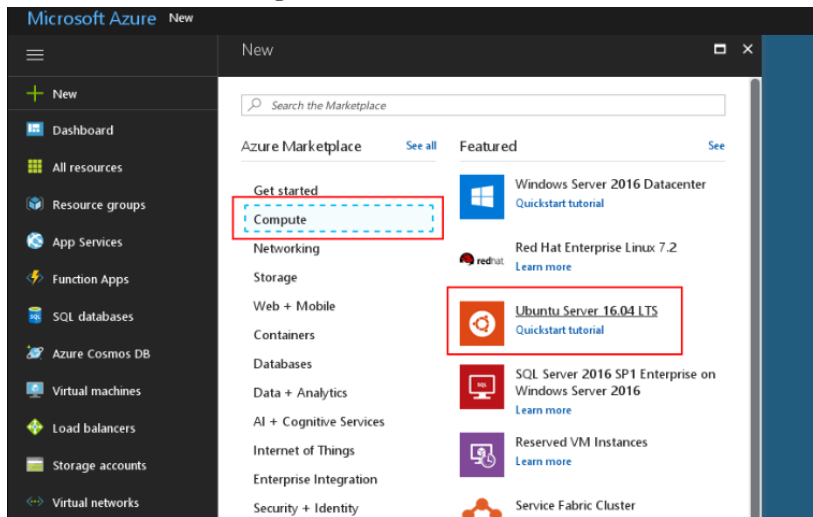 Microsoft Azure New
New
Dashboard
All resources
Resource groups
App Services
Function Apps
SQL databases
Azure Cosmos DB
Virtual machines
Load balancers
Storage accounts
Virtual networks
New
Search the Marketplace
Azure Marketplace See all
Get started
Compute
Networking
Storage
Web + Mobile
Containers
Databases
Data + Analytics
AI + Cognitive Services
Internet of Things
Enterprise Integration
Security + Identity
Featured See
Windows Server 2016 Datacenter
Quickstart tutorial
redhat
Red Hat Enterprise Linux 7.2
Learn more
Ubuntu Server 16.04 LTS
Quickstart tutorial
SQL
SQL Server 2016 SP1 Enterprise on
Windows Server 2016
Learn more
Reserved VM Instances
Learn more
Service Fabric Cluster